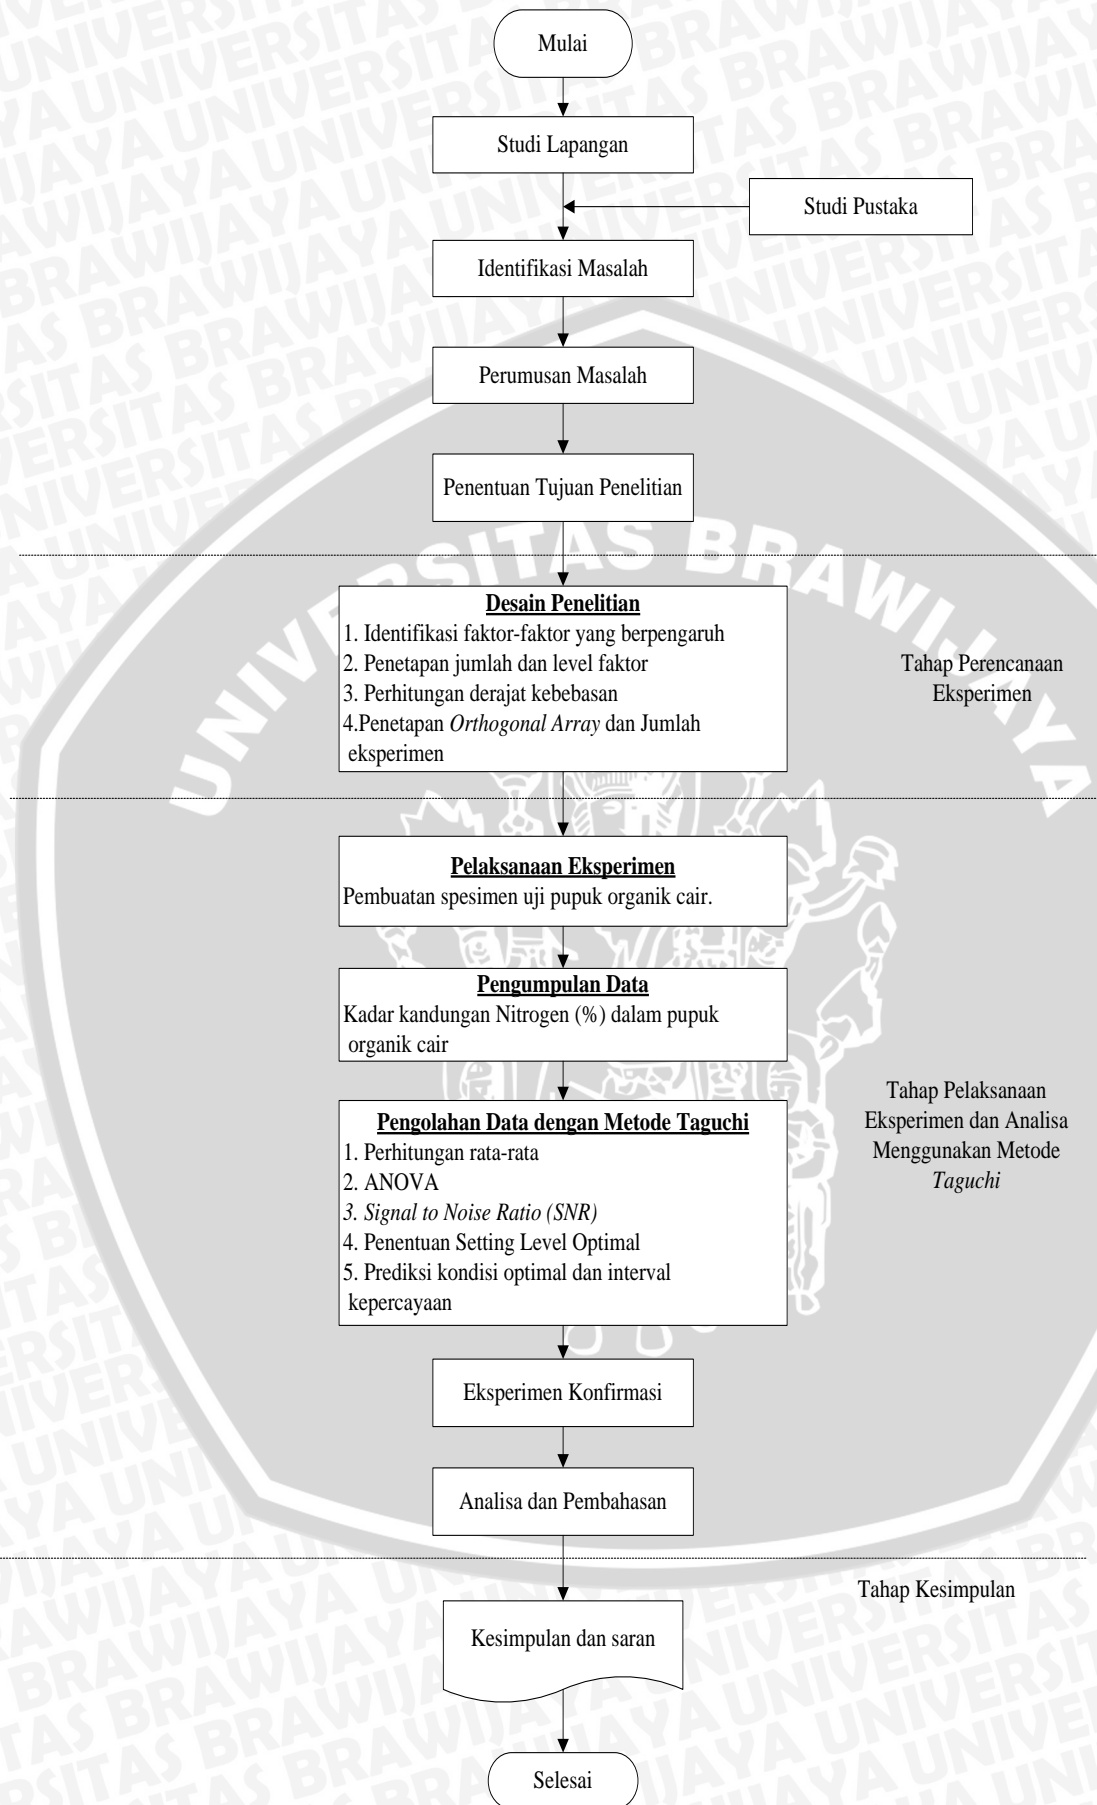 Mulai
Studi Lapangan
Studi Pustaka
Identifikasi Masalah
Perumusan Masalah
Penentuan Tujuan Penelitian
UNIVERSITAS BRAWIJAYA
Desain Penelitian
1. Identifikasi faktor-faktor yang berpengaruh
2. Penetapan jumlah dan level faktor
3. Perhitungan derajat kebebasan
4.Penetapan Orthogonal Array dan Jumlah
eksperimen
Tahap Perencanaan
Eksperimen
Pelaksanaan Eksperimen
Pembuatan spesimen uji pupuk organik cair.
Pengumpulan Data
Kadar kandungan Nitrogen (%) dalam pupuk
organik cair
Pengolahan Data dengan Metode Taguchi
1. Perhitungan rata-rata
2. ANOVA
3. Signal to Noise Ratio (SNR)
4. Penentuan Setting Level Optimal
5. Prediksi kondisi optimal dan interval
kepercayaan
Tahap Pelaksanaan
Eksperimen dan Analisa
Menggunakan Metode
Taguchi
Eksperimen Konfirmasi
Analisa dan Pembahasan
Tahap Kesimpulan
Kesimpulan dan saran
Selesai